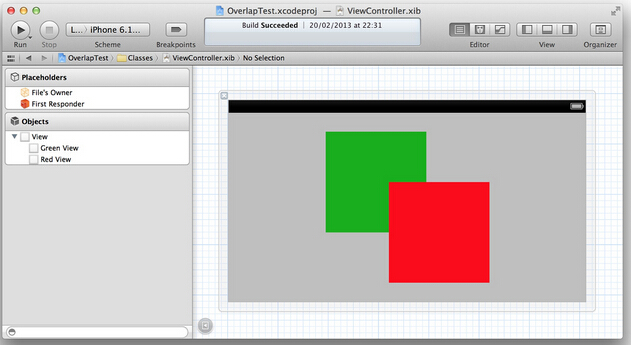 OverlapTest.xcodeproj — ViewController.xib
Run
Stop
L...
iPhone 6.1...
Scheme
Breakpoints
Build Succeeded | 20/02/2013 at 22:31
Editor
View
Organizer
OverlapTest
Classes
ViewController.xib
No Selection
Placeholders
File's Owner
First Responder
Objects
View
Green View
Red View